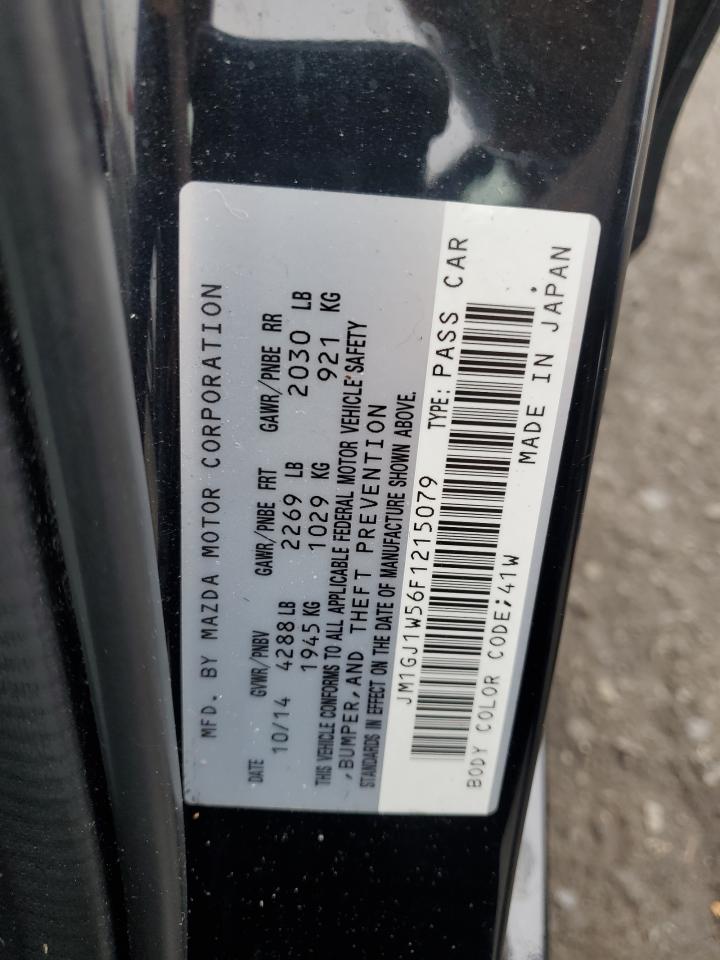 MFD. BY MAZDA MOTOR CORPORATION
DATE GVWR/PNBV GAWR/PNBE FRT GAWR/PNBE RR
10/14 4288 LB 2269 LB 2030 LB
1945 KG 1029 KG 921 KG
THIS VEHICLE CONFORMS TO ALL APPLICABLE FEDERAL MOTOR VEHICLE SAFETY
,BUMPER, AND THEFT PREVENTION
STANDARDS IN EFFECT ON THE DATE OF MANUFACTURE SHOWN ABOVE.
JM1GJ1W56F1215079 TYPE: PASS CAR
BODY COLOR CODE;41W MADE IN JAPAN